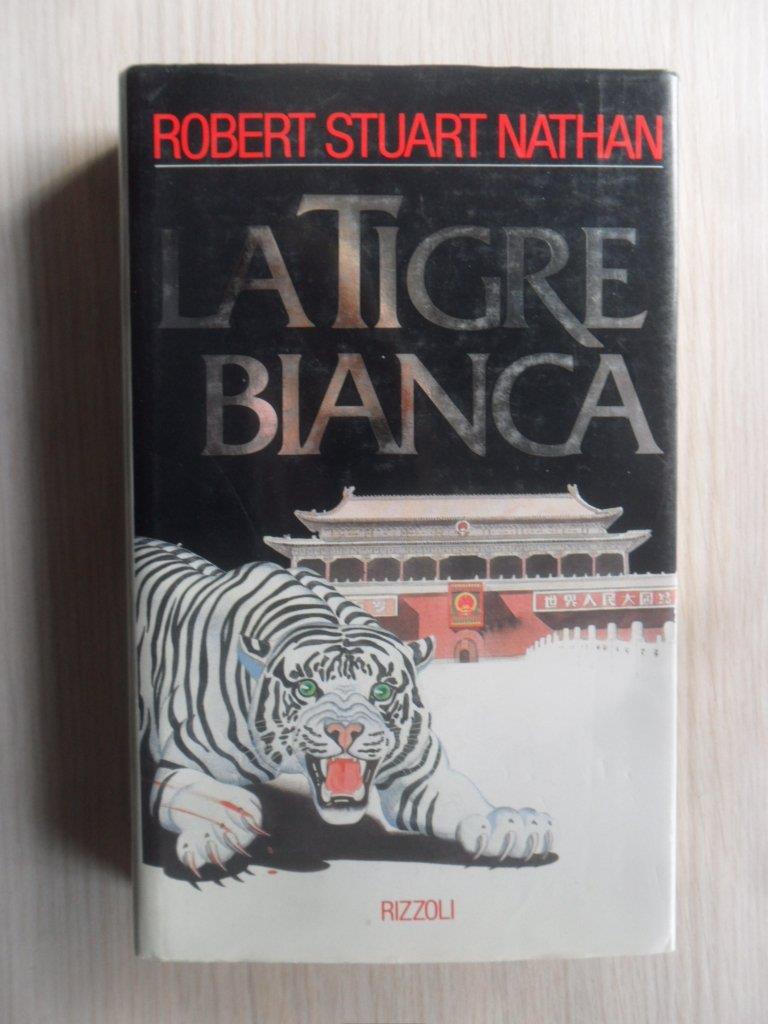 ROBERT STUART NATHAN
LA TIGRE
BIANCA
世界人民大团结
RIZZOLI